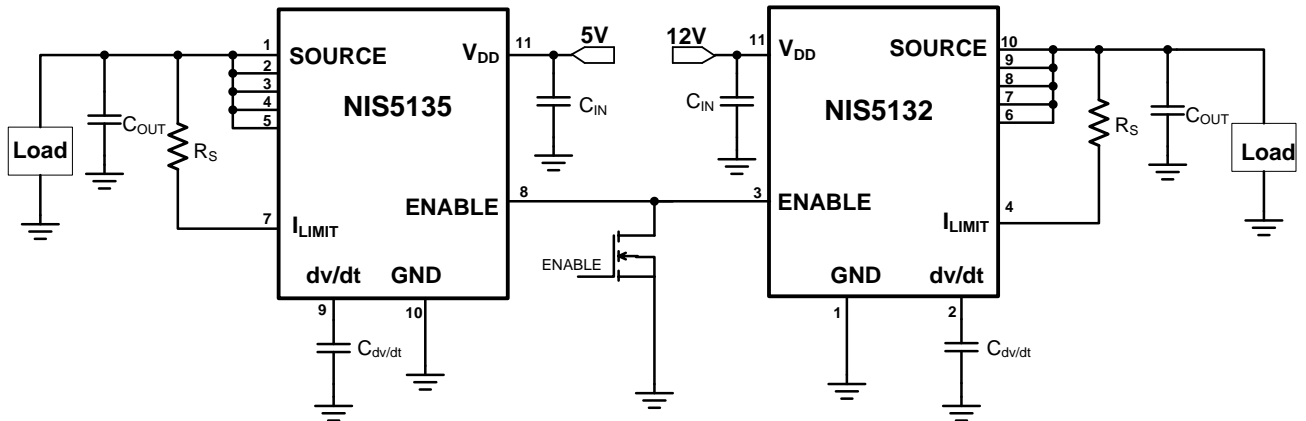 5V
12V
1
SOURCE
2
3
4
5
11
V_DD
NIS5135
C_IN
C_OUT
R_S
Load
8
ENABLE
7
I_LIMIT
dv/dt
GND
9
10
C_dv/dt
ENABLE
11
V_DD
C_IN
SOURCE
10
9
8
7
6
NIS5132
R_S
C_OUT
Load
3
ENABLE
4
I_LIMIT
GND
dv/dt
1
2
C_dv/dt